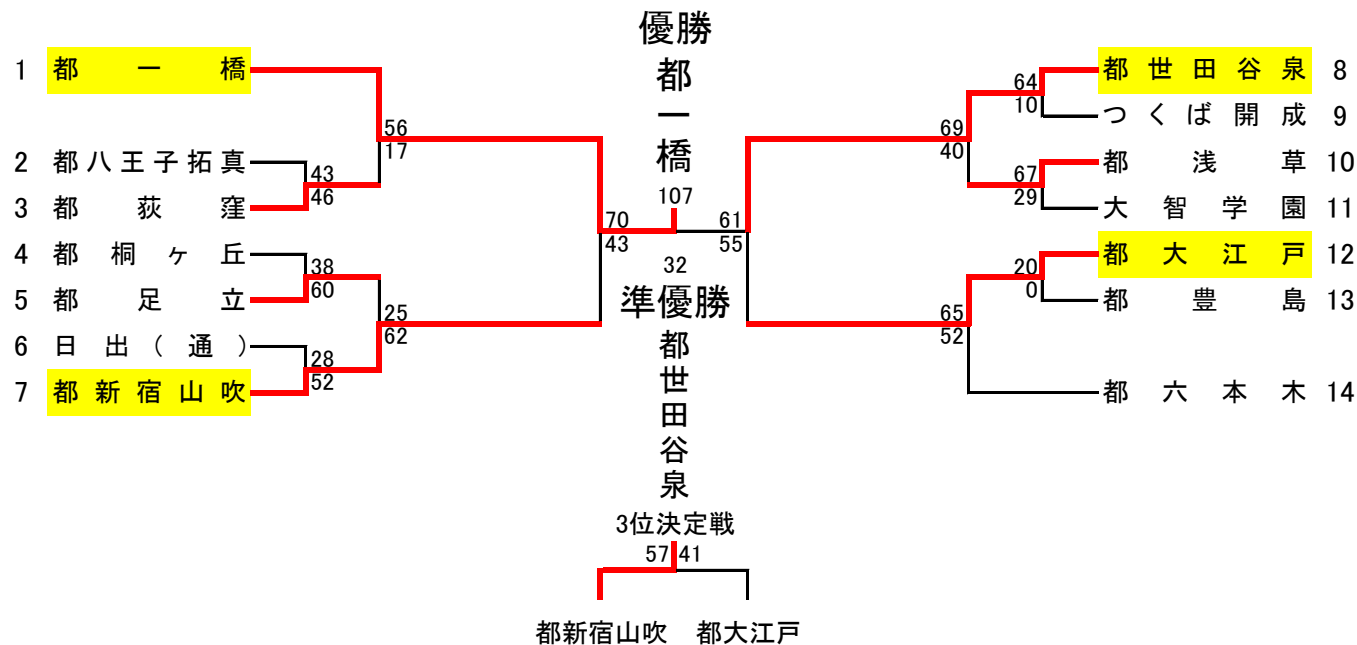 優勝
都一橋
1 都一橋
2 都八王子拓真
3 都荻窪
4 都桐ヶ丘
5 都足立
6 日出(通)
7 都新宿山吹
56
17
43
46
38
60
25
62
28
52
70
43
107
32
61
55
準優勝
都世田谷泉
都世田谷泉 8
つくば開成 9
都浅草 10
大智学園 11
都大江戸 12
都豊島 13
都六本木 14
64
10
69
40
67
29
20
0
65
52
3位決定戦
57 41
都新宿山吹 都大江戸